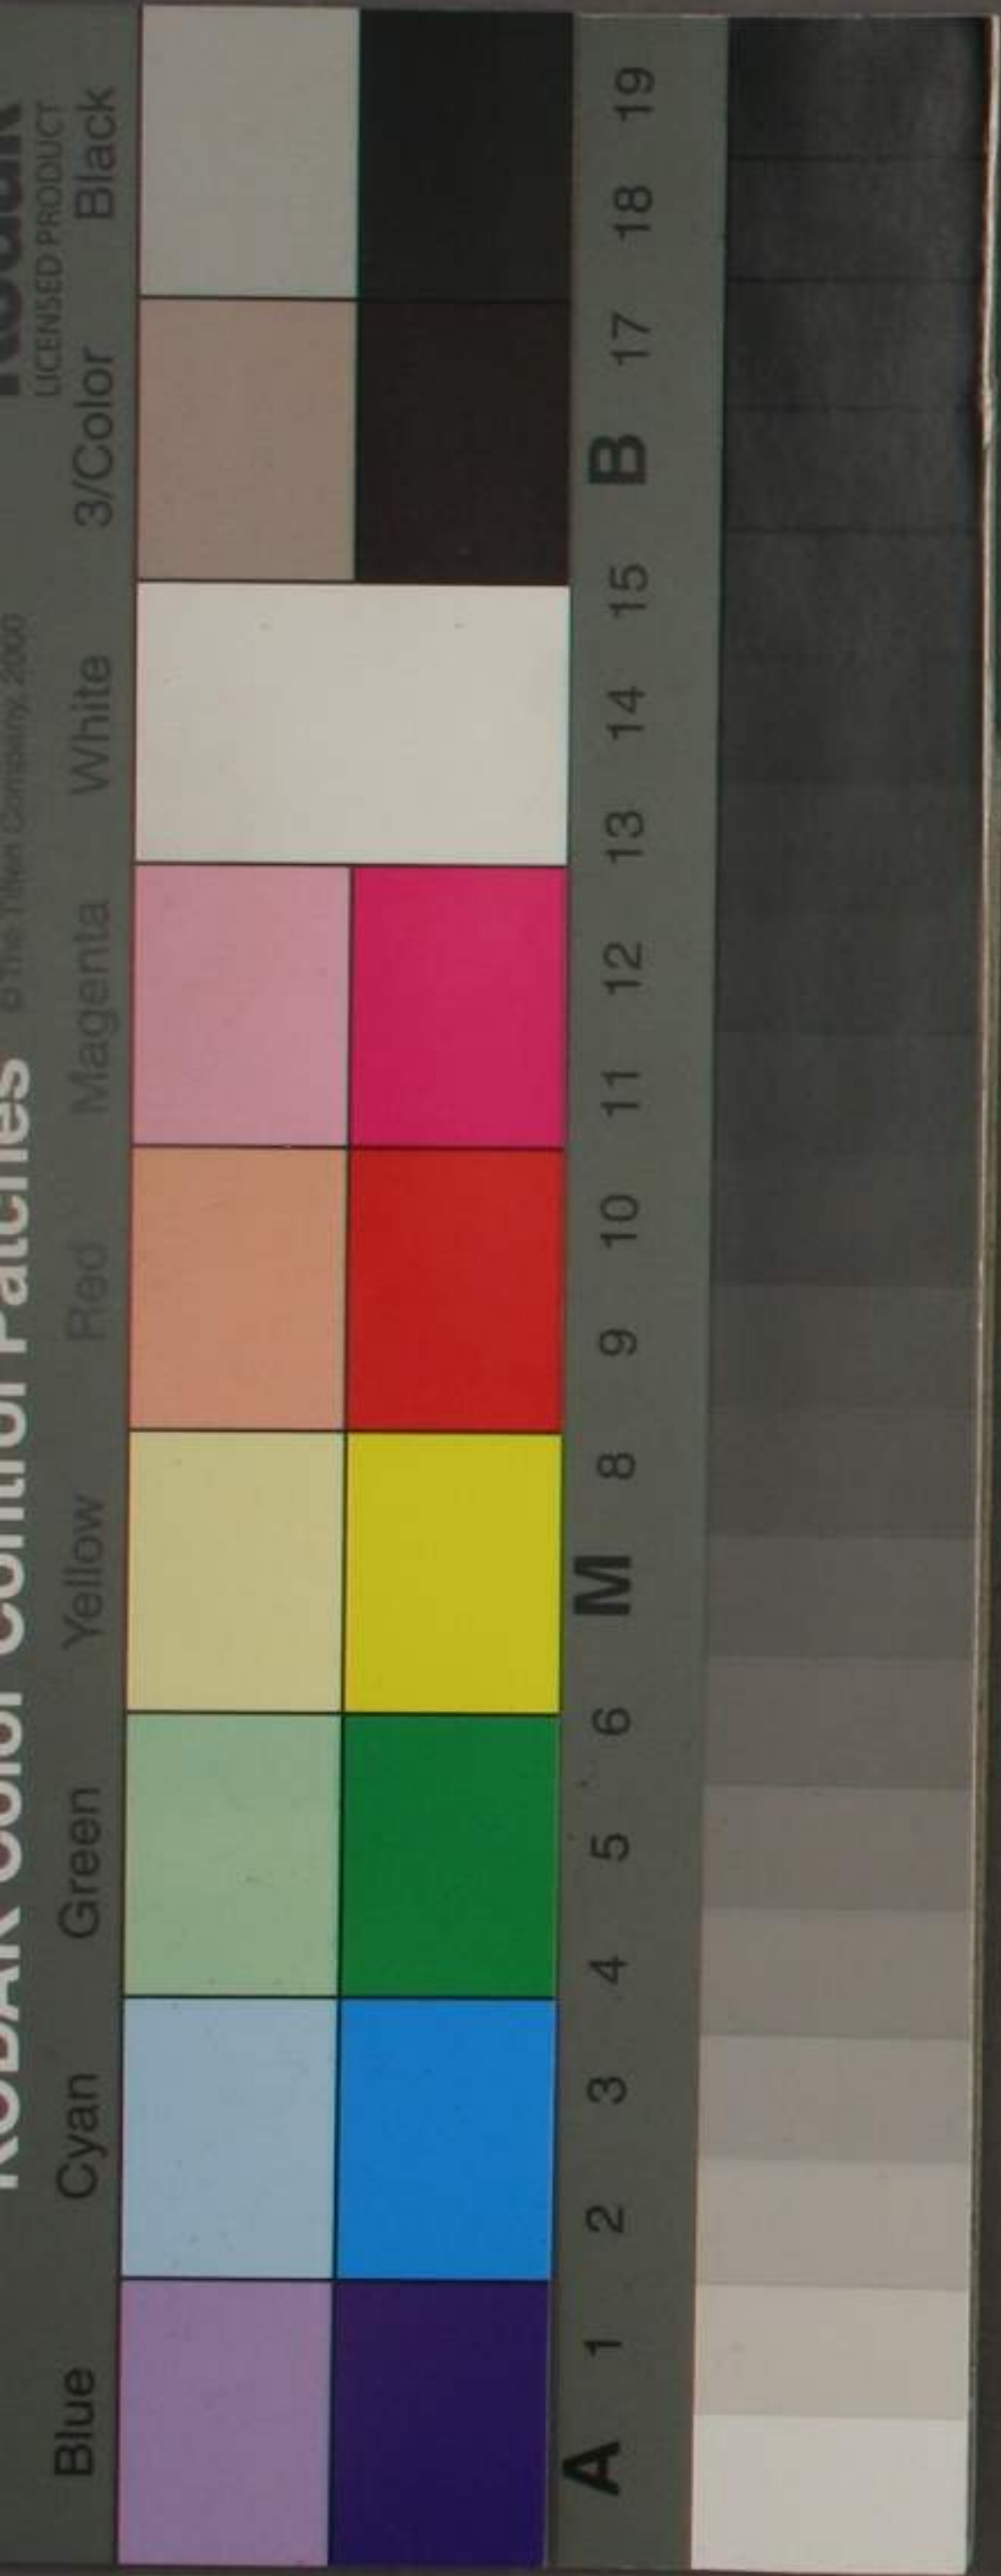 KODAK Color Control Patches © The Tiffen Company, 2000 Kodak
LICENSED PRODUCT
Blue Cyan Green Yellow Red Magenta White 3/Color Black
A 1 2 3 4 5 6 M 8 9 10 11 12 13 14 15 B 17 18 19